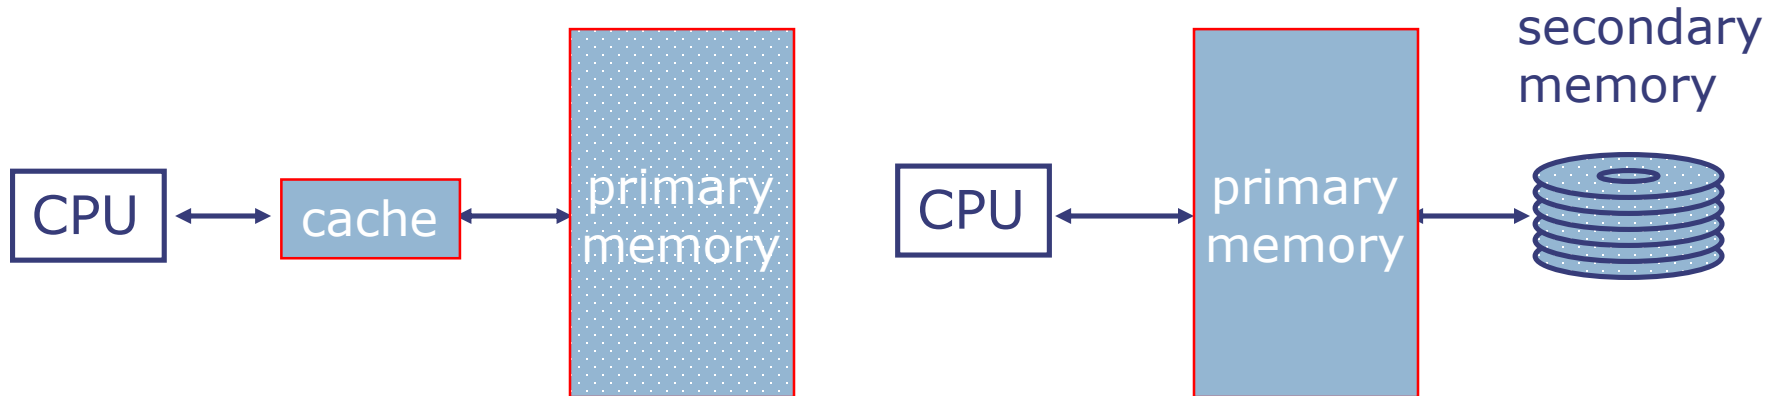 CPU
cache
primary
memory
CPU
primary
memory
secondary
memory